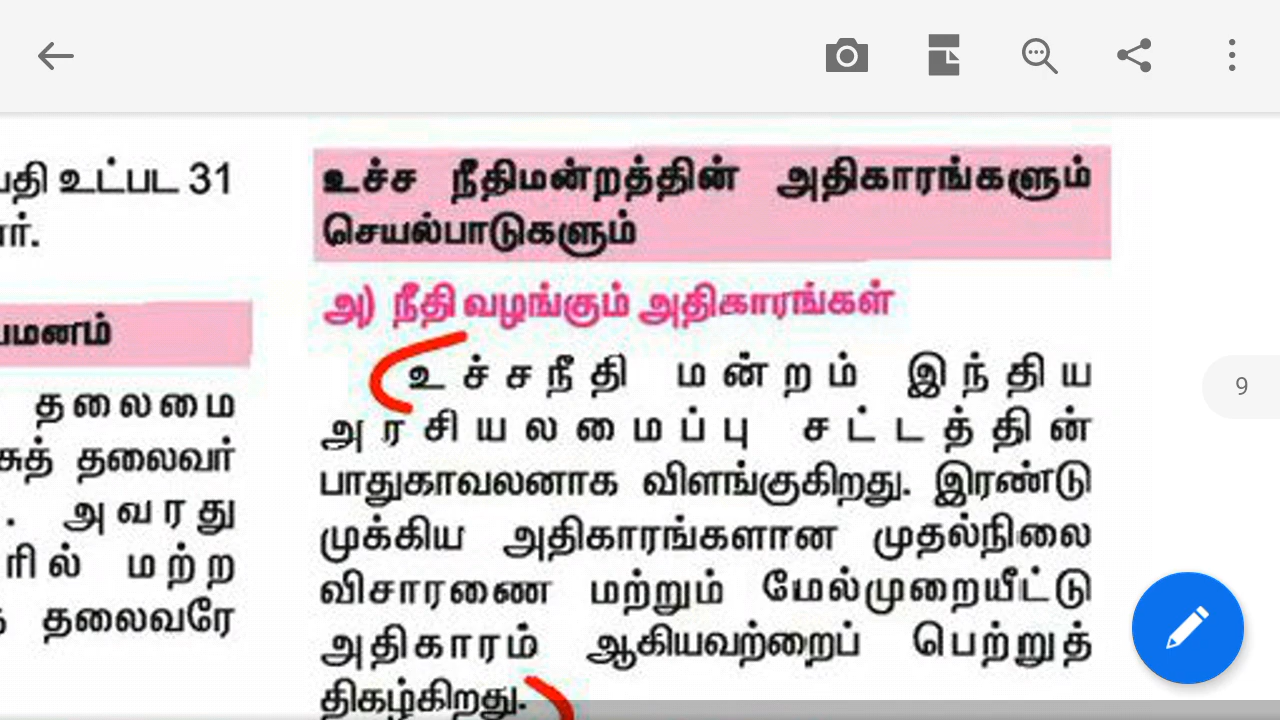 உட்பட 31
உச்ச நீதிமன்றத்தின் அதிகாரங்களும்
செயல்பாடுகளும்
அ) நீதி வழங்கும் அதிகாரங்கள்
உச்சநீதி மன்றம் இந்திய
அரசியலமைப்பு சட்டத்தின்
பாதுகாவலனாக விளங்குகிறது. இரண்டு
முக்கிய அதிகாரங்களான முதல்நிலை
விசாரணை மற்றும் மேல்முறையீட்டு
அதிகாரம் ஆகியவற்றைப் பெற்றுத்
திகழ்கிறது.
தலைமை
தலைவர்
. அவரது
மற்ற
தலைவரே
9